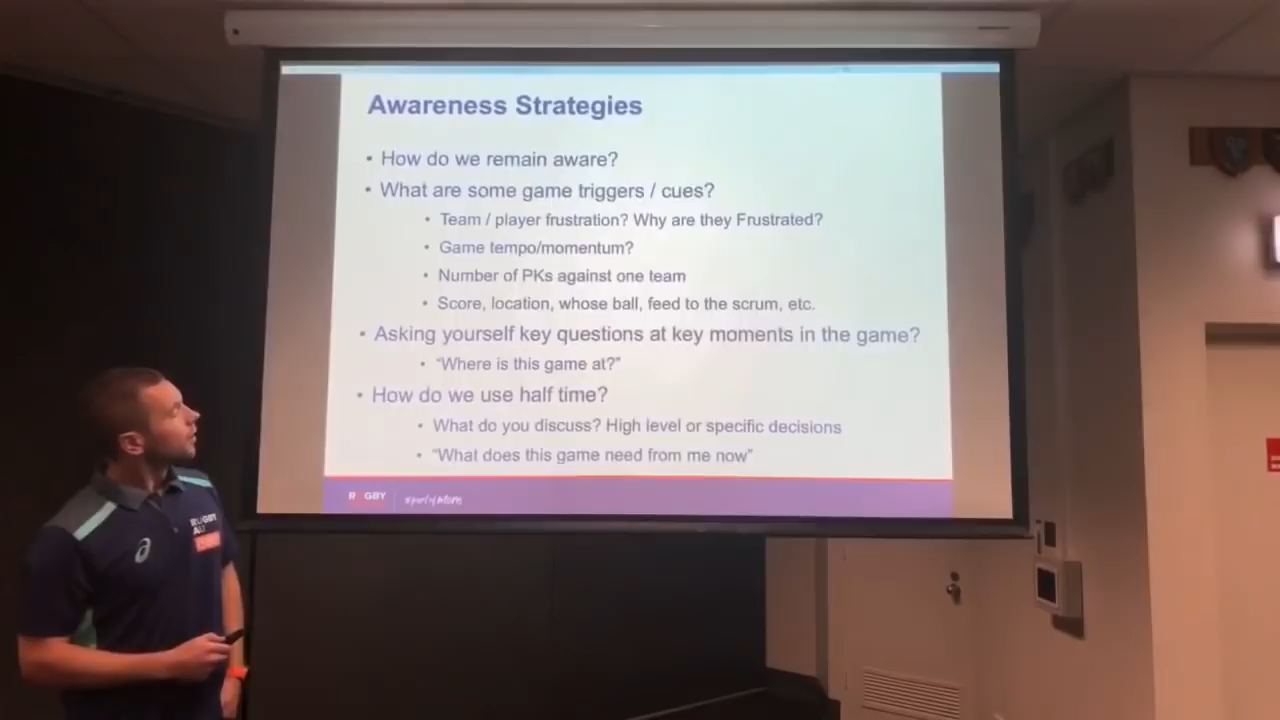 Awareness Strategies
• How do we remain aware?
• What are some game triggers / cues?
• Team / player frustration? Why are they Frustrated?
• Game tempo/momentum?
• Number of PKs against one team
• Score, location, whose ball, feed to the scrum, etc.
• Asking yourself key questions at key moments in the game?
• “Where is this game at?”
• How do we use half time?
• What do you discuss? High level or specific decisions
• “What does this game need from me now”
RUGBY
#partofmore
RUGBY
AU